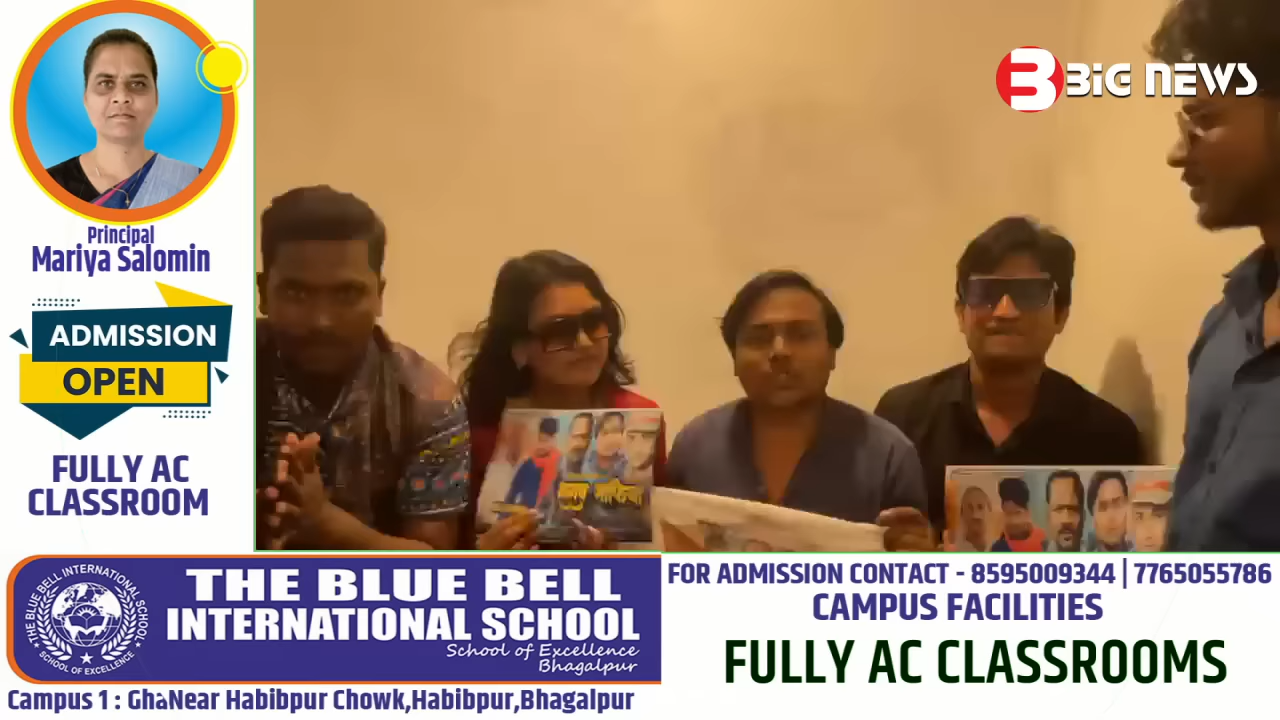 3 BIG NEWS
Principal
Mariya Salomin
ADMISSION
OPEN
FULLY AC
CLASSROOM
THE BLUE BELL INTERNATIONAL SCHOOL
SCHOOL OF EXCELLENCE
THE BLUE BELL
INTERNATIONAL SCHOOL
School of Excellence
Bhagalpur
FOR ADMISSION CONTACT - 8595009344 | 7765055786
CAMPUS FACILITIES
FULLY AC CLASSROOMS
Campus 1 : Near Habibpur Chowk,Habibpur,Bhagalpur